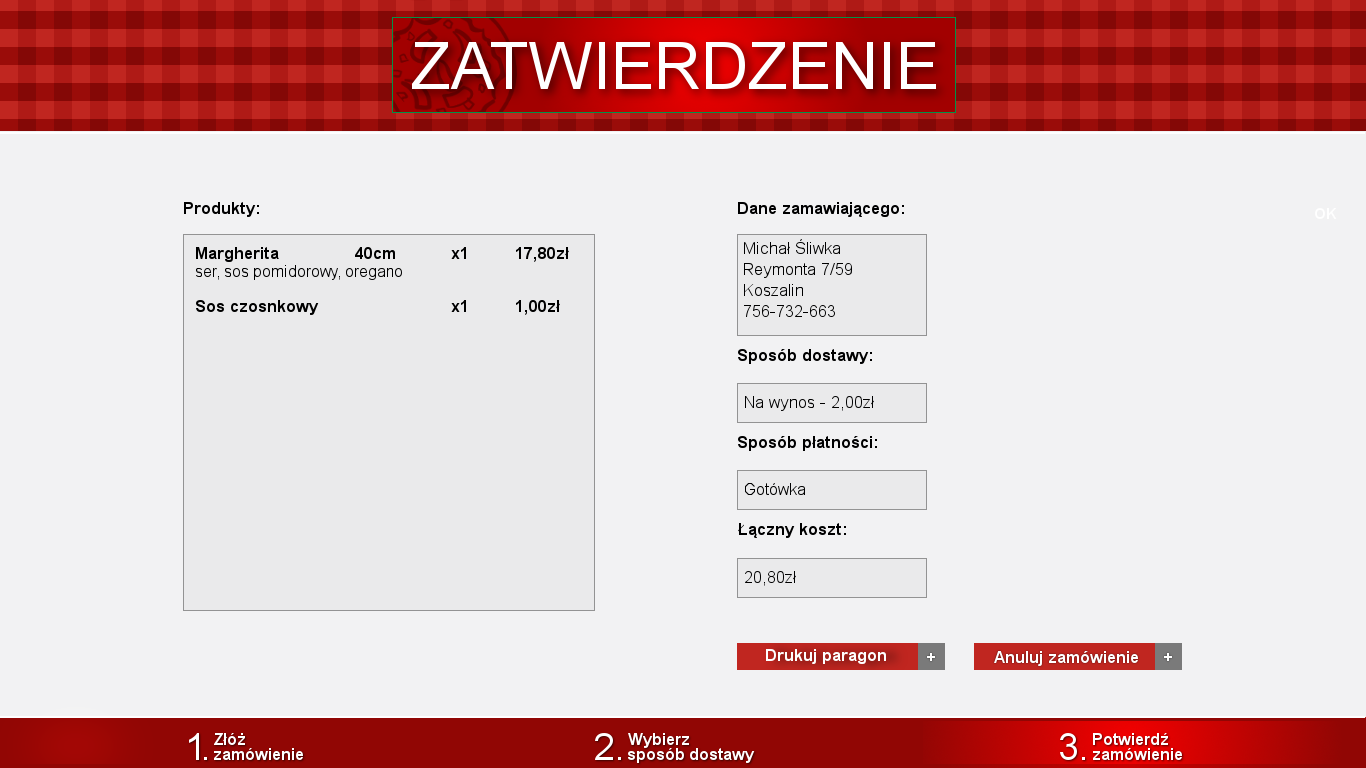 ZATWIERDZENIE
Produkty:
Margherita 40cm x1 17,80zł
ser, sos pomidorowy, oregano
Sos czosnkowy x1 1,00zł
Dane zamawiającego:
Michał Śliwka
Reymonta 7/59
Koszalin
756-732-663
Sposób dostawy:
Na wynos - 2,00zł
Sposób płatności:
Gotówka
Łączny koszt:
20,80zł
OK
Drukuj paragon +
Anuluj zamówienie +
1. Złóż
zamówienie
2. Wybierz
sposób dostawy
3. Potwierdź
zamówienie